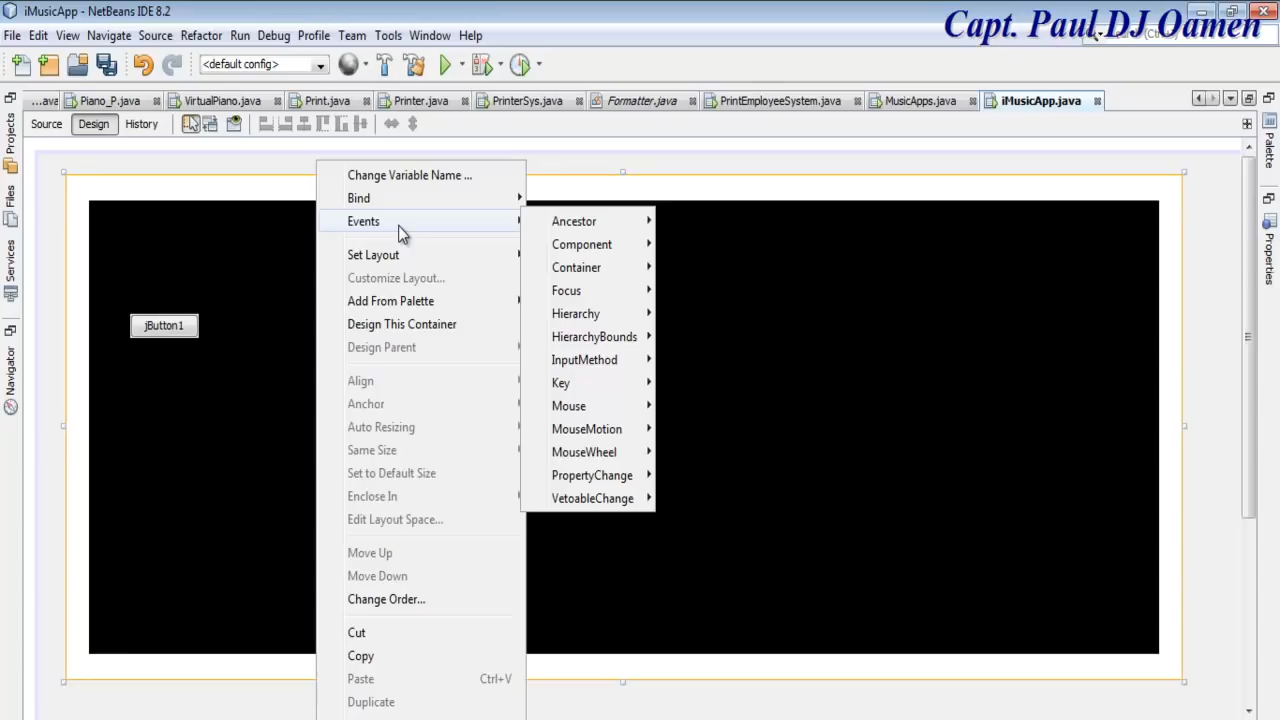 iMusicApp - NetBeans IDE 8.2
Capt. Paul DJ Oamen
File Edit View Navigate Source Refactor Run Debug Profile Team Tools Window Help
<default config>
...ava Piano_P.java VirtualPiano.java Print.java Printer.java PrinterSys.java Formatter.java PrintEmployeeSystem.java MusicApps.java iMusicApp.java
Source Design History
Projects
Files
Services
Navigator
Palette
Properties
jButton1
Change Variable Name ...
Bind
Events
Set Layout
Customize Layout...
Add From Palette
Design This Container
Design Parent
Align
Anchor
Auto Resizing
Same Size
Set to Default Size
Enclose In
Edit Layout Space...
Move Up
Move Down
Change Order...
Cut
Copy
Paste Ctrl+V
Duplicate
Ancestor
Component
Container
Focus
Hierarchy
HierarchyBounds
InputMethod
Key
Mouse
MouseMotion
MouseWheel
PropertyChange
VetoableChange